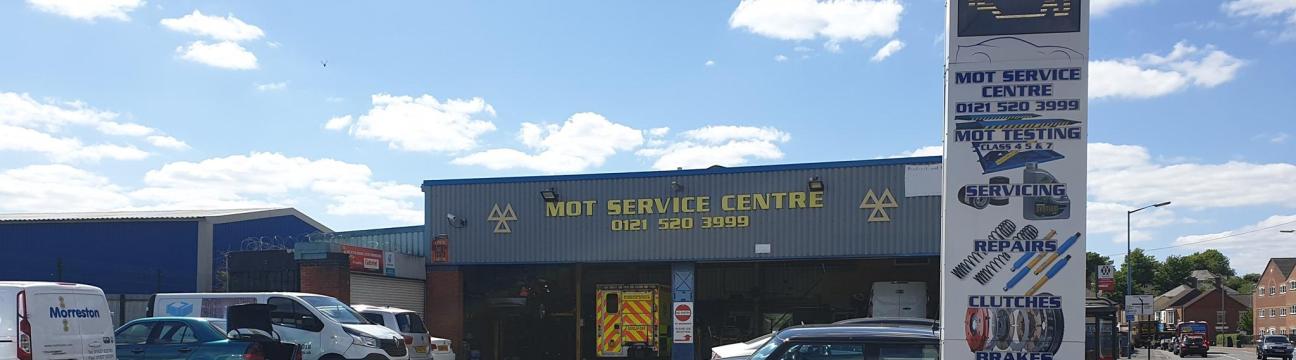 MOT SERVICE CENTRE
0121 520 3999
MOT SERVICE
CENTRE
0121 520 3999
MOT TESTING
CLASS 4 5 & 7
SERVICING
REPAIRS
CLUTCHES
BRAKES
Morreston